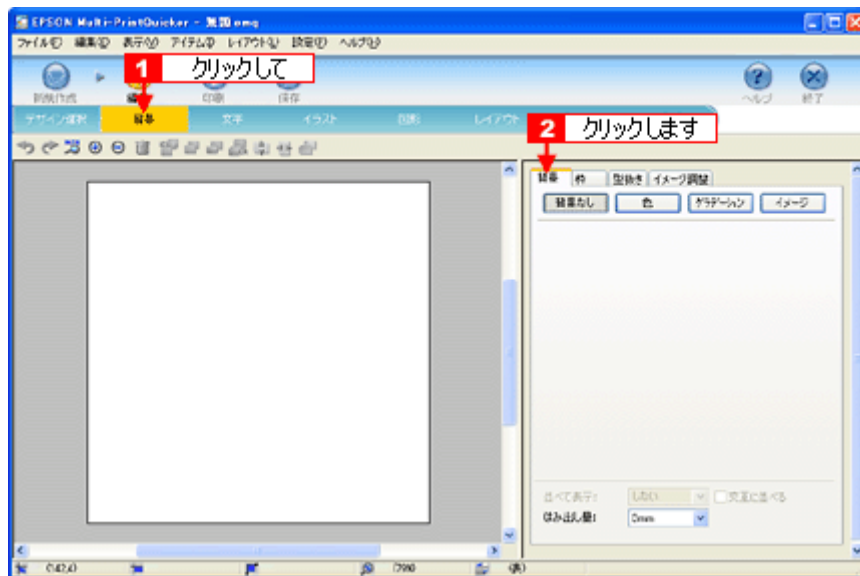 EPSON Multi-PrintQuicker - 無題.emq
ファイル(F) 編集(E) 表示(V) アイテム(I) レイアウト(L) 設定(T) ヘルプ(H)
1 クリックして
新規作成 編集 印刷 保存 ヘルプ 終了
デザイン選択 背景 文字 イラスト 図形 レイアウト
2 クリックします
背景 枠 型抜き イメージ調整
背景なし 色 グラデーション イメージ
並べて表示: しない 交互に並べる
はみ出し量: 0mm